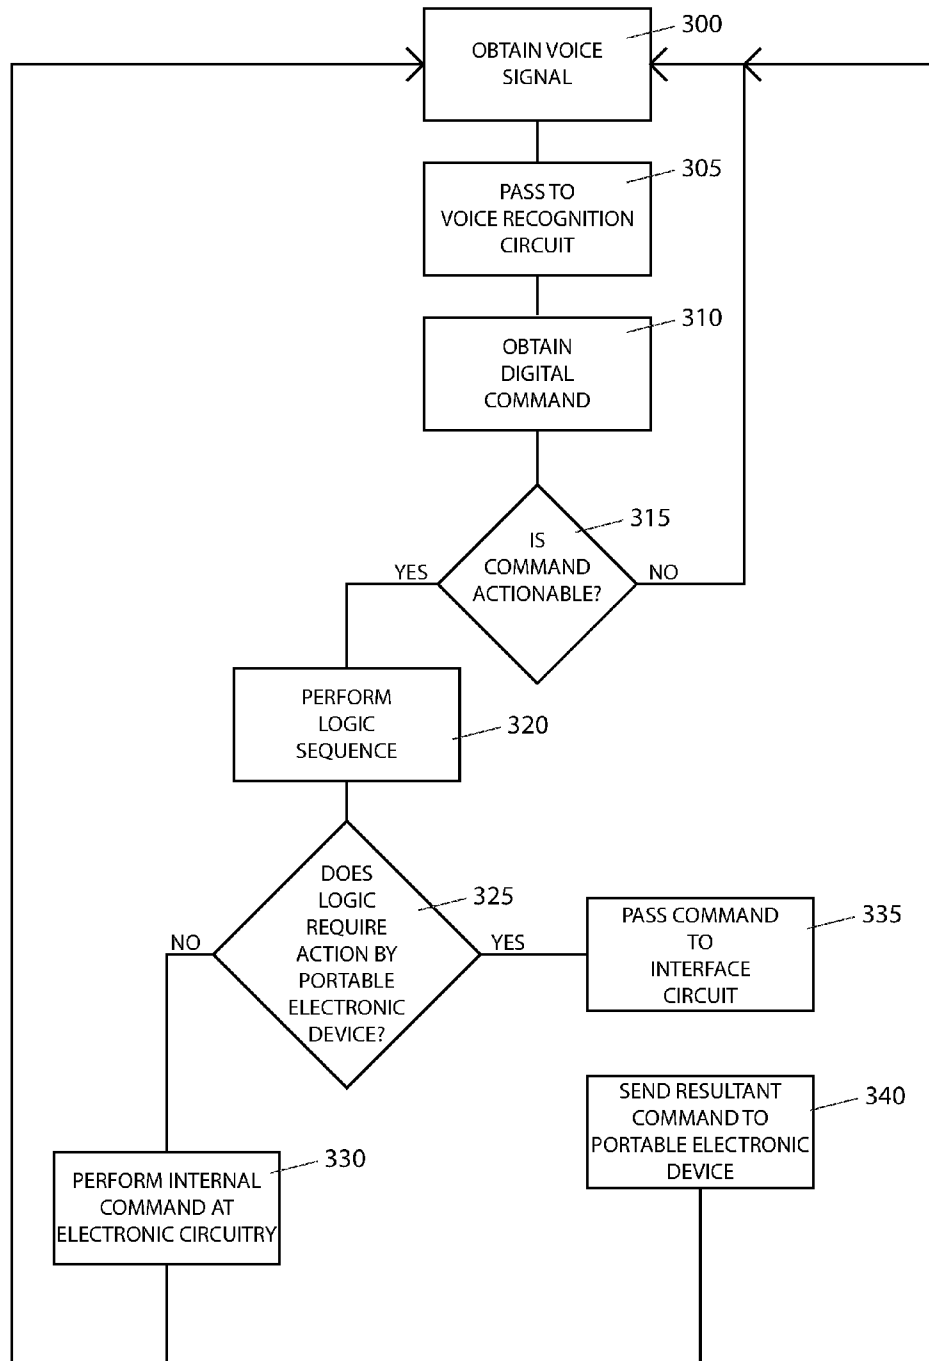 300
OBTAIN VOICE
SIGNAL
305
PASS TO
VOICE RECOGNITION
CIRCUIT
310
OBTAIN
DIGITAL
COMMAND
315
IS
COMMAND
ACTIONABLE?
YES
NO
PERFORM
LOGIC
SEQUENCE
320
DOES
LOGIC
REQUIRE
ACTION BY
PORTABLE
ELECTRONIC
DEVICE?
325
NO
YES
PASS COMMAND
TO
INTERFACE
CIRCUIT
335
SEND RESULTANT
COMMAND TO
PORTABLE ELECTRONIC
DEVICE
340
PERFORM INTERNAL
COMMAND AT
ELECTRONIC CIRCUITRY
330